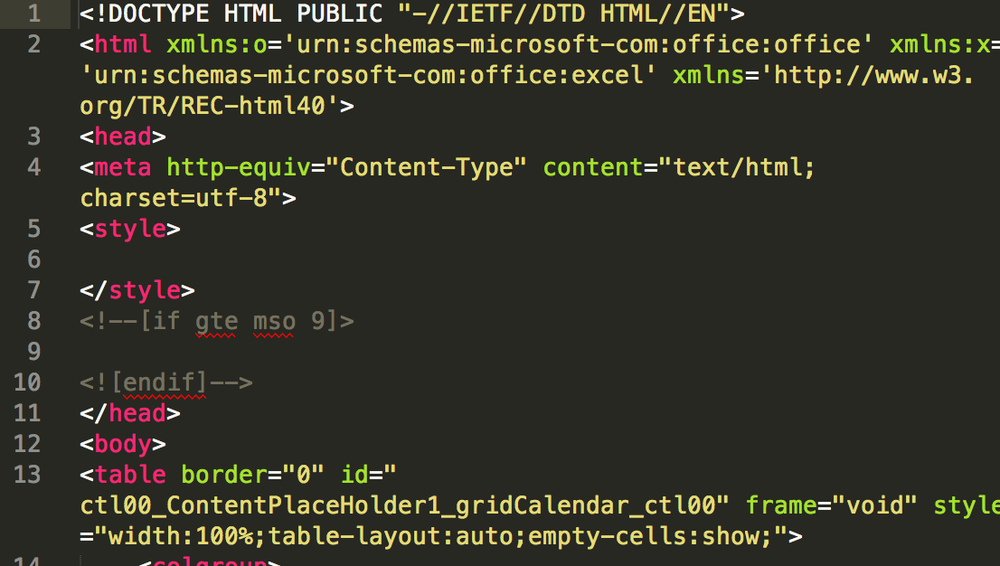 1 <!DOCTYPE HTML PUBLIC "-//IETF//DTD HTML//EN">
2 <html xmlns:o='urn:schemas-microsoft-com:office:office' xmlns:x=
'urn:schemas-microsoft-com:office:excel' xmlns='http://www.w3.
org/TR/REC-html40'>
3 <head>
4 <meta http-equiv="Content-Type" content="text/html;
charset=utf-8">
5 <style>
6
7 </style>
8 <!--[if gte mso 9]>
9
10 <![endif]-->
11 </head>
12 <body>
13 <table border="0" id="
ctl00_ContentPlaceHolder1_gridCalendar_ctl00" frame="void" style
="width:100%;table-layout:auto;empty-cells:show;">
14 <colgroup>